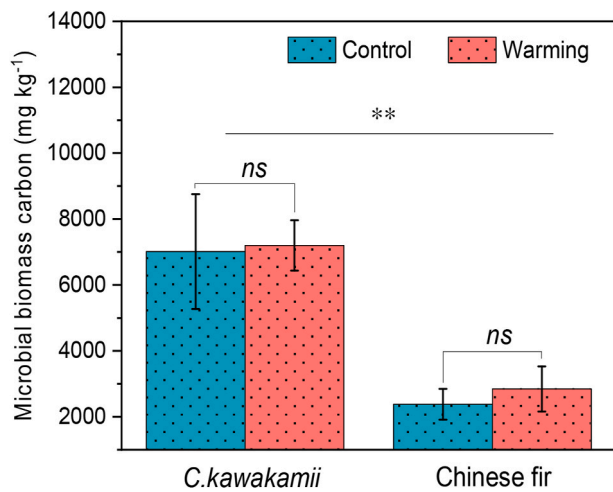 14000
12000
10000
8000
6000
4000
2000
Microbial biomass carbon (mg kg⁻¹)
Control
Warming
**
ns
ns
C.kawakamii
Chinese fir